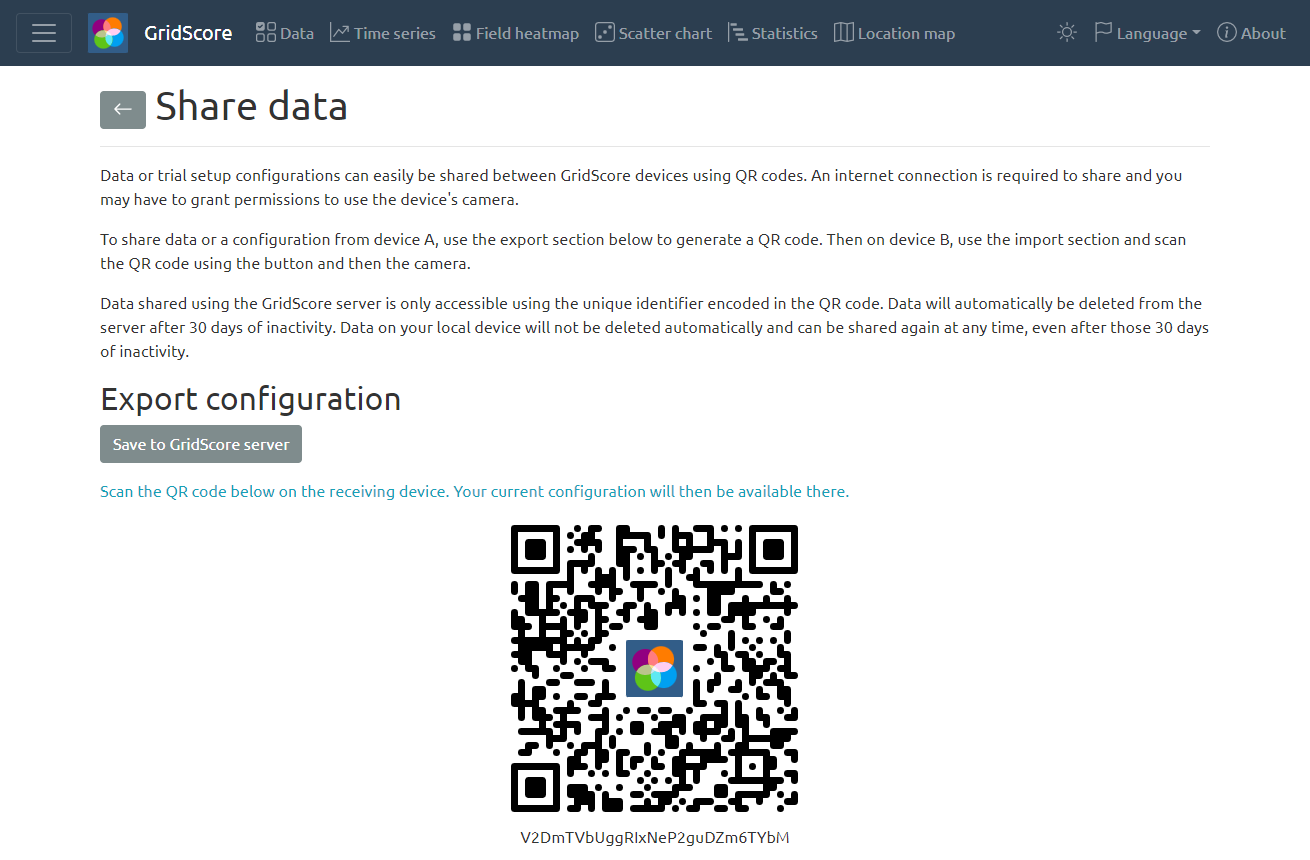 GridScore Data Time series Field heatmap Scatter chart Statistics Location map Language About
Share data
Data or trial setup configurations can easily be shared between GridScore devices using QR codes. An internet connection is required to share and you
may have to grant permissions to use the device's camera.
To share data or a configuration from device A, use the export section below to generate a QR code. Then on device B, use the import section and scan
the QR code using the button and then the camera.
Data shared using the GridScore server is only accessible using the unique identifier encoded in the QR code. Data will automatically be deleted from the
server after 30 days of inactivity. Data on your local device will not be deleted automatically and can be shared again at any time, even after those 30 days
of inactivity.
Export configuration
Save to GridScore server
Scan the QR code below on the receiving device. Your current configuration will then be available there.
V2DmTVbUggRIxNeP2guDZm6TYbM